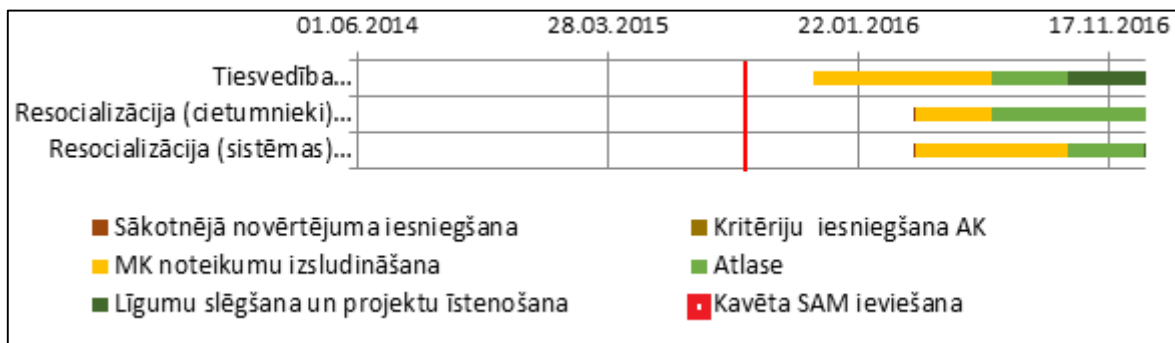 01.06.2014 28.03.2015 22.01.2016 17.11.2016
Tiesvedība...
Resocializācija (cietumnieki)...
Resocializācija (sistēmas)...
Sākotnējā novērtējuma iesniegšana
Kritēriju iesniegšana AK
MK noteikumu izsludināšana
Atlase
Līgumu slēgšana un projektu īstenošana
Kavēta SAM ieviešana